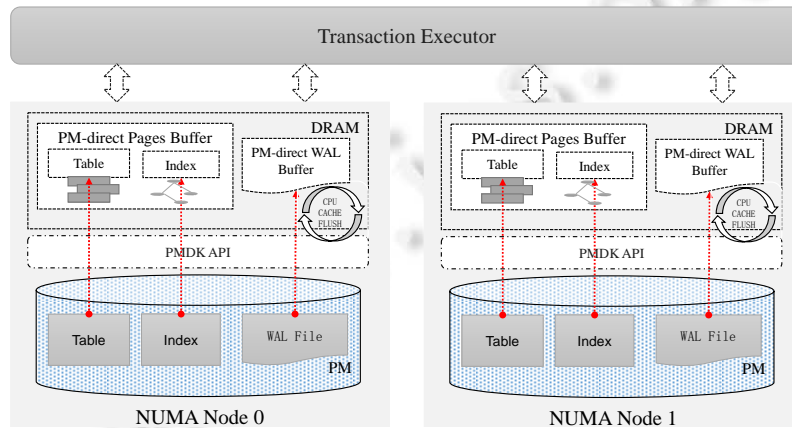 Transaction Executor
DRAM
PM-direct Pages Buffer
Table
Index
PM-direct WAL
Buffer
CPU
CACHE
FLUSH
PMDK API
Table
Index
WAL File
PM
NUMA Node 0
DRAM
PM-direct Pages Buffer
Table
Index
PM-direct WAL
Buffer
CPU
CACHE
FLUSH
PMDK API
Table
Index
WAL File
PM
NUMA Node 1